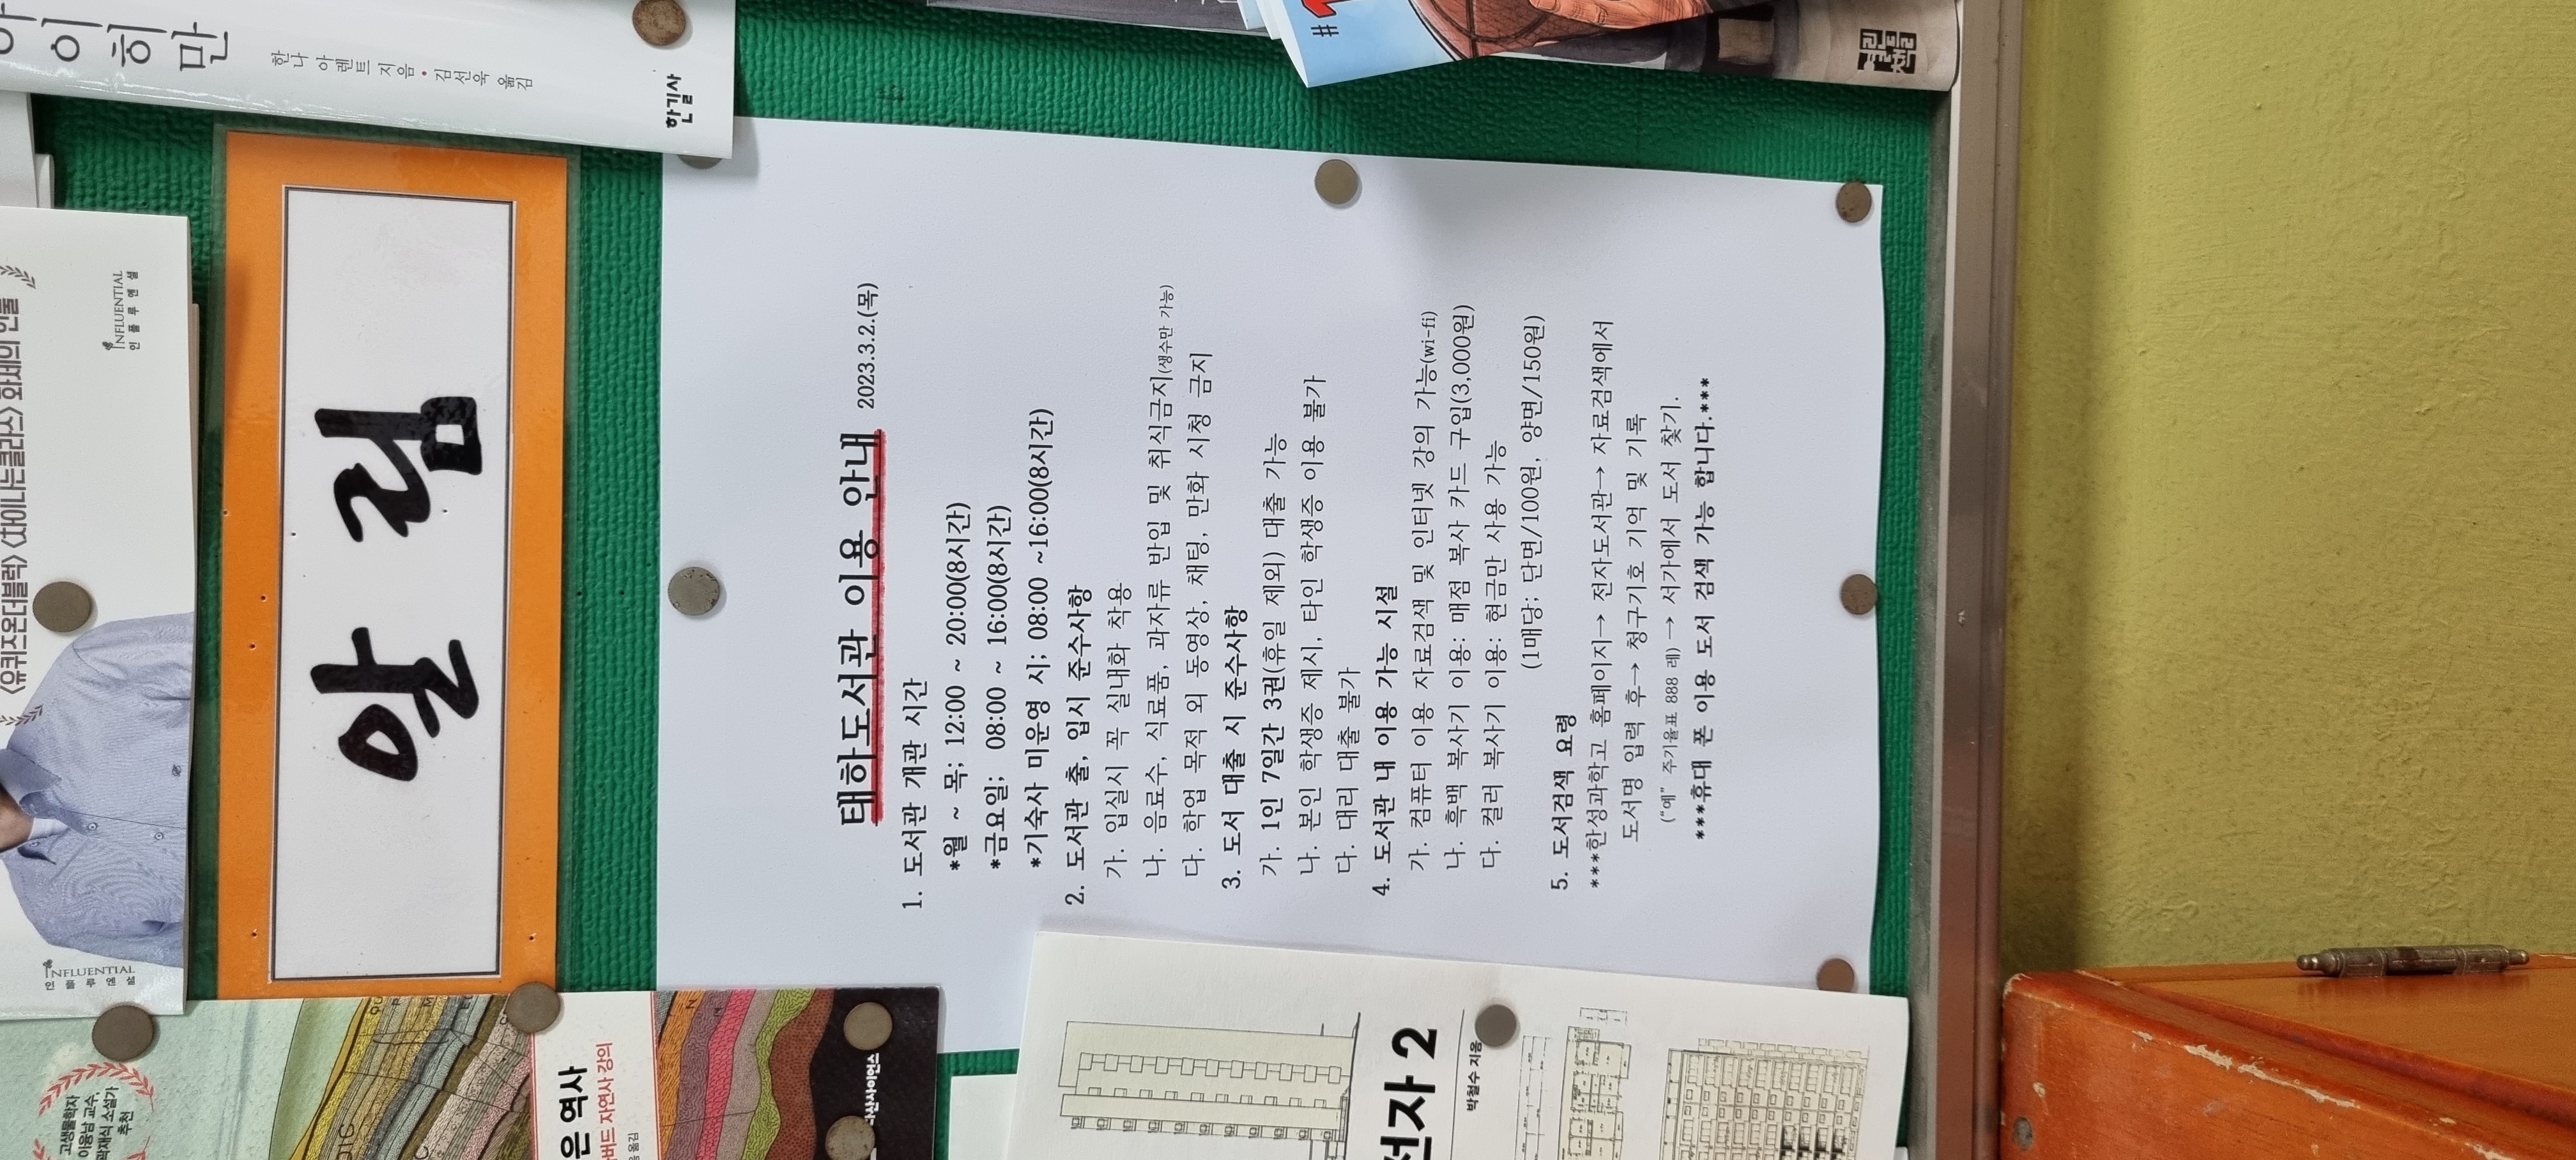 <유퀴즈온더블럭> <차이나는클라스> 화제의 인물
INFLUENTIAL
인플루엔셜
INFLUENTIAL
인플루엔셜
고생물학자
이융남 교수,
곽재식 소설가
추천
아이히만
한나 아렌트 지음 · 김선욱 옮김
한길사
알림
은 역사
버드 자연사 강의
옮김
다산사이언스
태하도서관 이용 안내 2023.3.2.(목)
1. 도서관 개관 시간
*월 ~ 목; 12:00 ~ 20:00(8시간)
*금요일; 08:00 ~ 16:00(8시간)
*기숙사 미운영 시; 08:00 ~16:00(8시간)
2. 도서관 출, 입시 준수사항
가. 입실시 꼭 실내화 착용
나. 음료수, 식료품, 과자류 반입 및 취식금지(생수만 가능)
다. 학업 목적 외 동영상, 채팅, 만화 시청 금지
3. 도서 대출 시 준수사항
가. 1인 7일간 3권(휴일 제외) 대출 가능
나. 본인 학생증 제시, 타인 학생증 이용 불가
다. 대리 대출 불가
4. 도서관 내 이용 가능 시설
가. 컴퓨터 이용 자료검색 및 인터넷 강의 가능(wi-fi)
나. 흑백 복사기 이용: 매점 복사 카드 구입(3,000원)
다. 컬러 복사기 이용: 현금만 사용 가능
(1매당; 단면/100원, 양면/150원)
5. 도서검색 요령
***한성과학고 홈페이지→ 전자도서관→ 자료검색에서
도서명 입력 후→ 청구기호 기억 및 기록
("예" 주기율표 888 레) → 서가에서 도서 찾기.
***휴대 폰 이용 도서 검색 가능 합니다.***
선자 2
박철수 지음
#1
열린책들